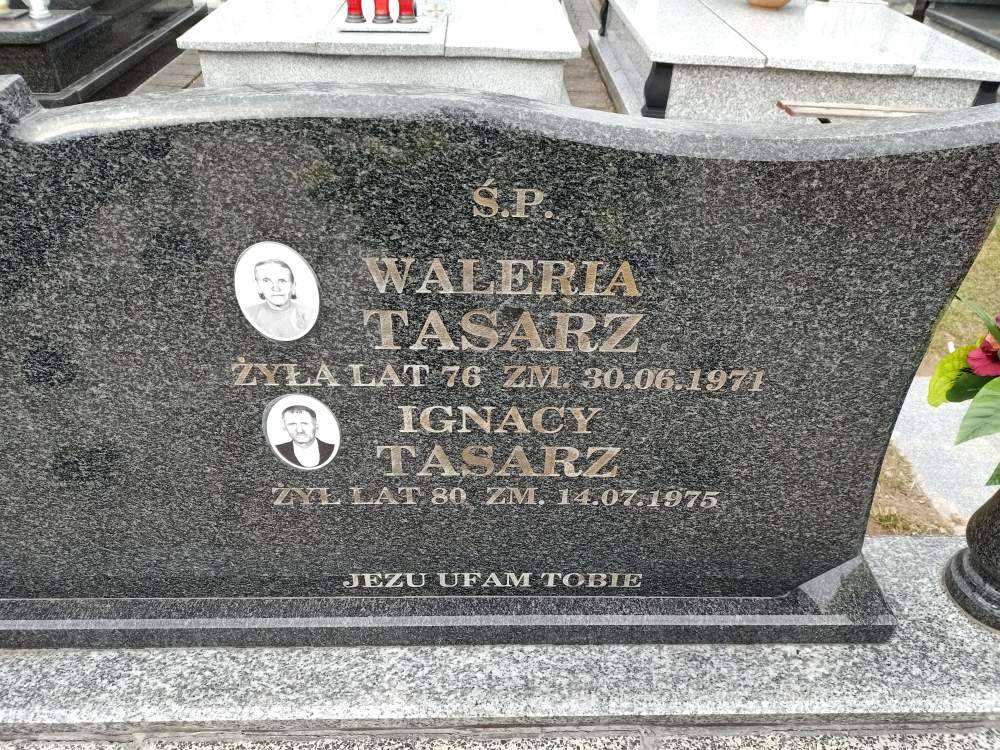 Ś.P.
WALERIA
TASARZ
ŻYŁA LAT 76 ZM. 30.06.1971
IGNACY
TASARZ
ŻYŁ LAT 80 ZM. 14.07.1975
JEZU UFAM TOBIE